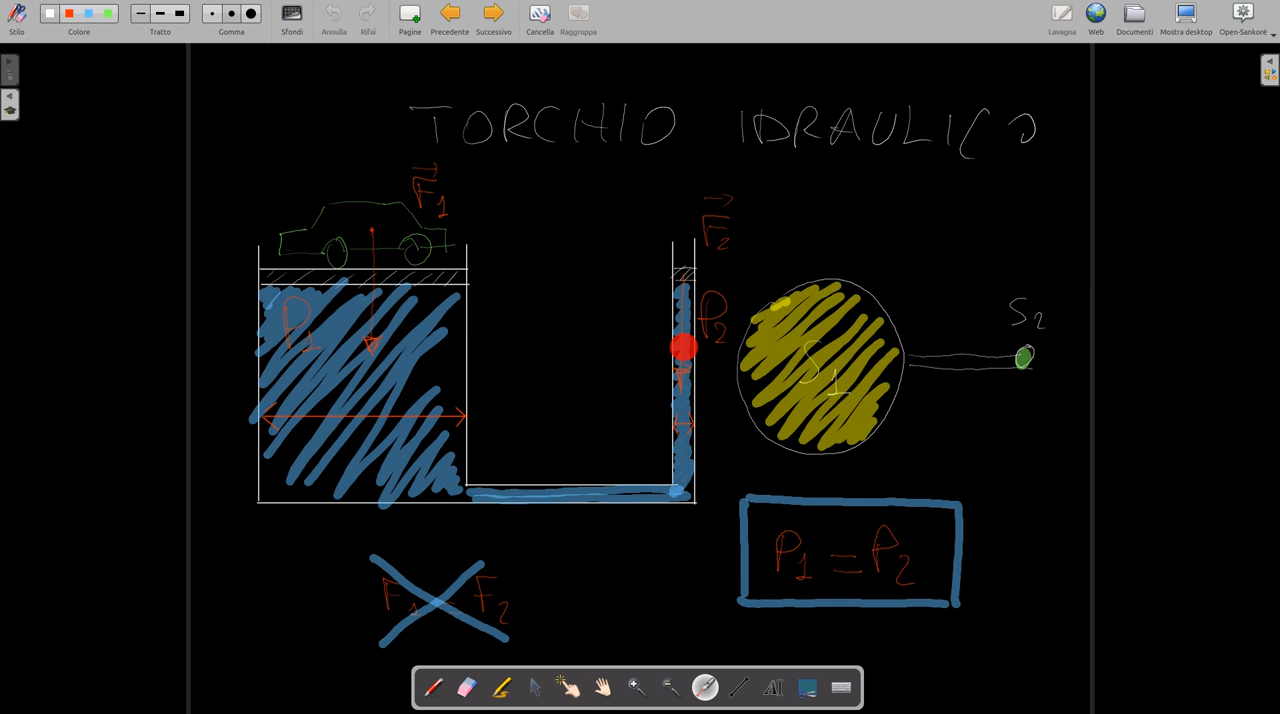 Stilo Colore Tratto Gomma Sfondi Annulla Rifai Pagine Precedente Successivo Cancella Raggruppa Lavagna Web Documenti Mostra desktop Open-Sankoré
TORCHIO IDRAULICO
F1
F2
P1
P2
S1
S2
P1 = P2
F1 = F2
AI